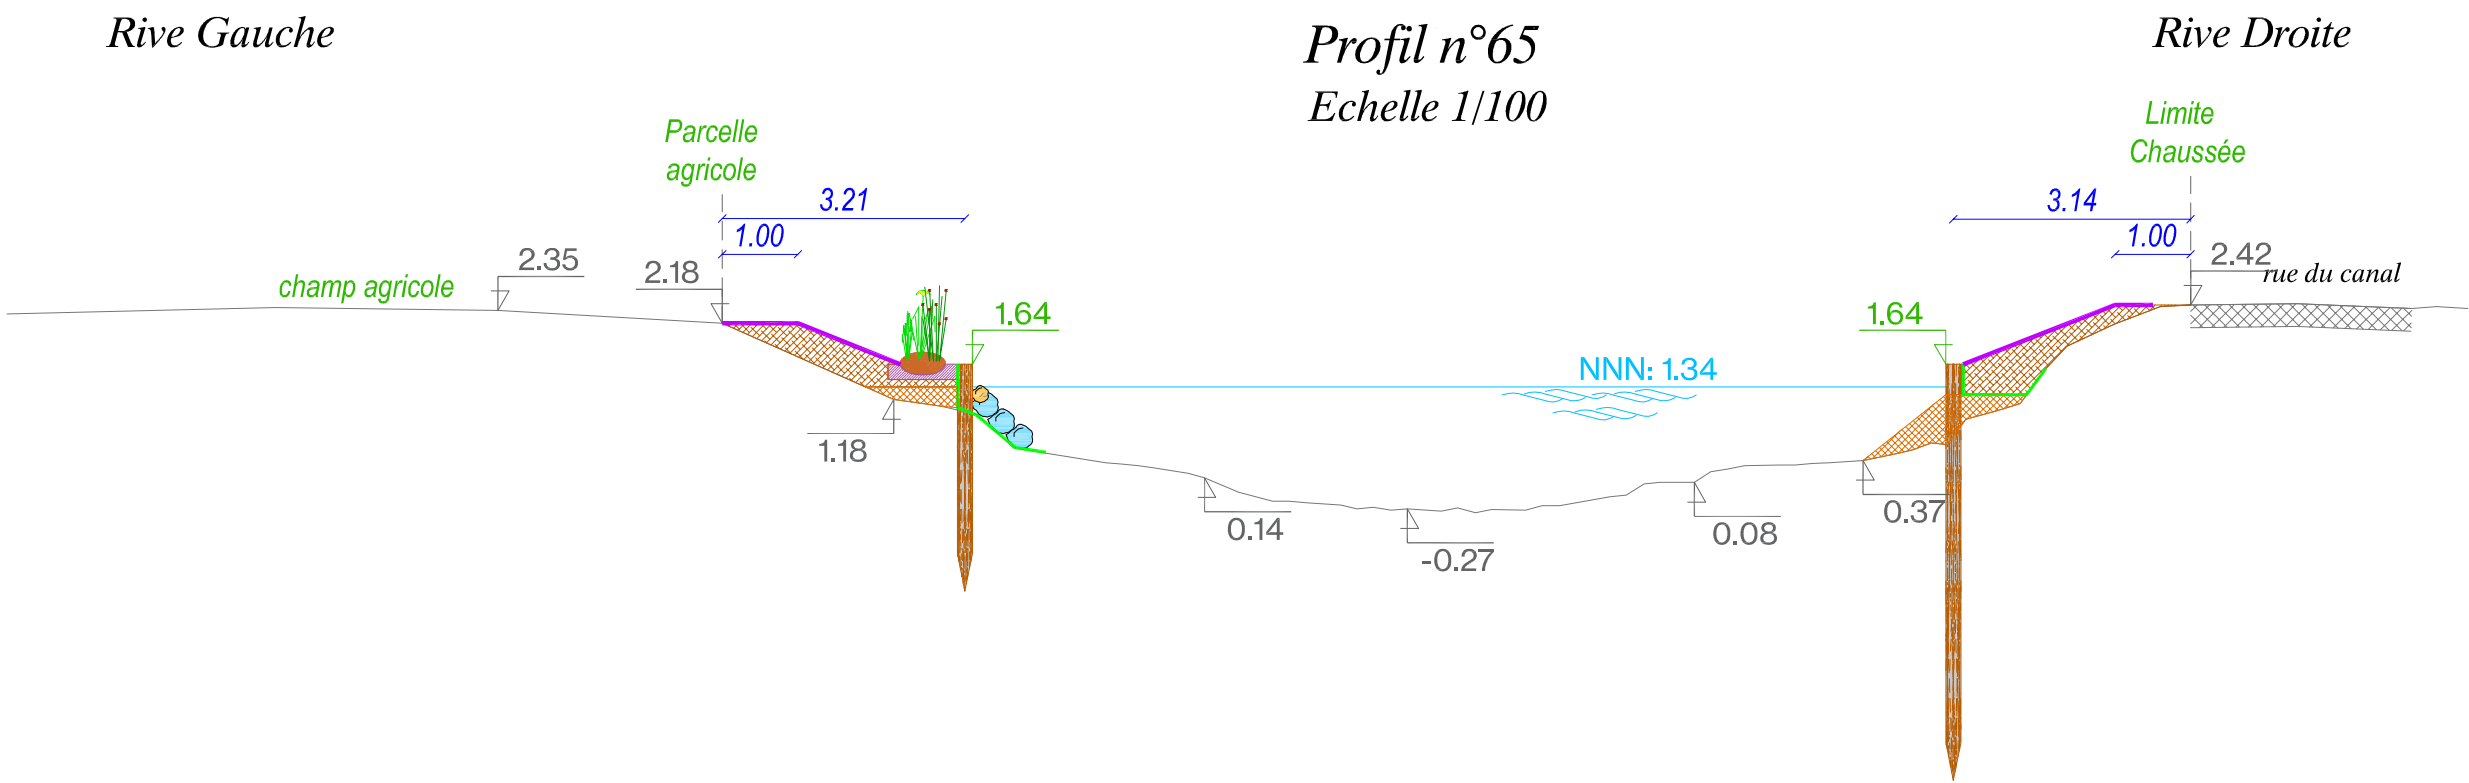 Rive Gauche
Profil n°65
Rive Droite
Echelle 1/100
Parcelle
agricole
Limite
Chaussée
3.21
1.00
3.14
1.00
2.35
2.18
2.42
champ agricole
rue du canal
1.64
1.64
NNN: 1.34
1.18
0.14
-0.27
0.08
0.37